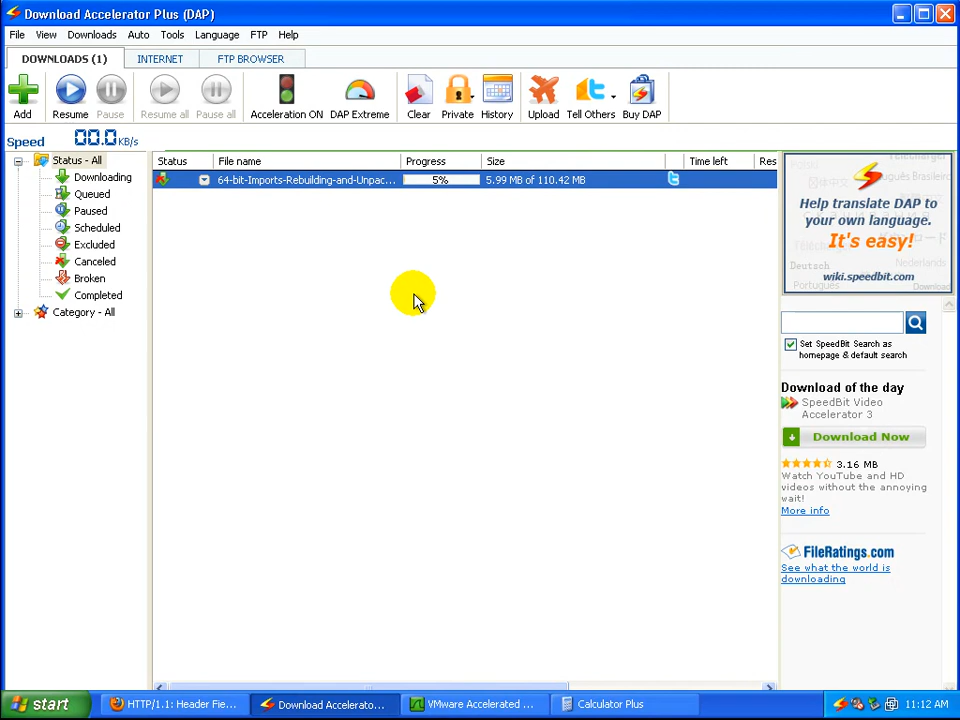 Download Accelerator Plus (DAP)
File View Downloads Auto Tools Language FTP Help
DOWNLOADS (1) INTERNET FTP BROWSER
Add Resume Pause Resume all Pause all Acceleration ON DAP Extreme Clear Private History Upload Tell Others Buy DAP
Speed 00.0 KB/s
Status File name Progress Size Time left Res
64-bit-Imports-Rebuilding-and-Unpac... 5% 5.99 MB of 110.42 MB
Status - All
Downloading
Queued
Paused
Scheduled
Excluded
Canceled
Broken
Completed
Category - All
Help translate DAP to
your own language.
It's easy!
Deutsch
Nederlands
wiki.speedbit.com
Português
Download
Set SpeedBit Search as
homepage & default search
Download of the day
SpeedBit Video
Accelerator 3
Download Now
3.16 MB
Watch YouTube and HD
videos without the annoying
wait!
More info
FileRatings.com
See what the world is
downloading
start HTTP/1.1: Header Fie... Download Accelerato... VMware Accelerated ... Calculator Plus 11:12 AM